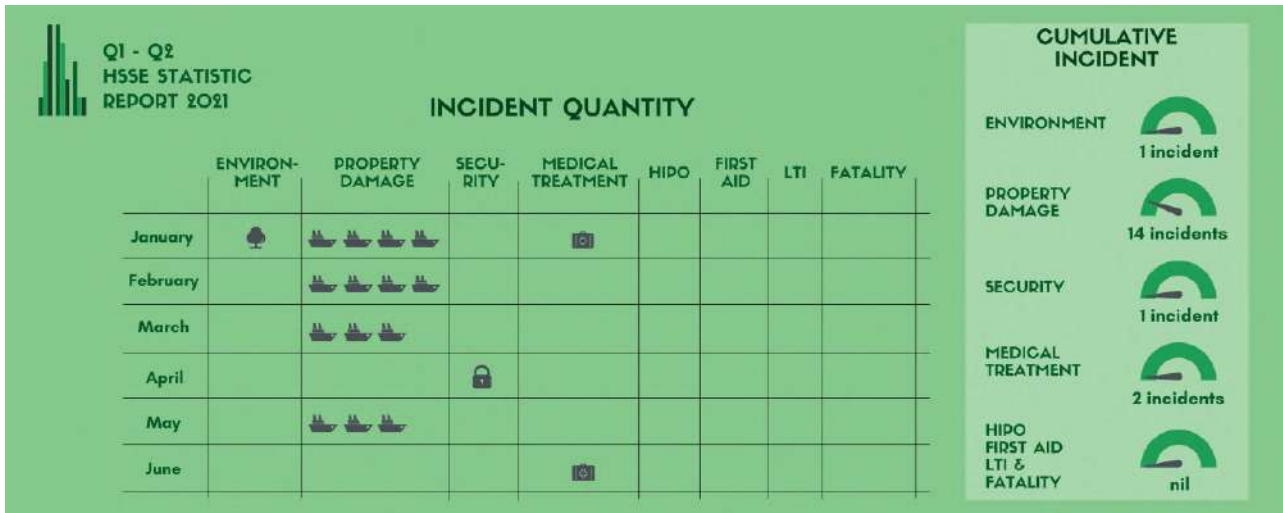 Q1 - Q2
HSSE STATISTIC
REPORT 2021
INCIDENT QUANTITY
ENVIRON-
MENT
PROPERTY
DAMAGE
SECU-
RITY
MEDICAL
TREATMENT
HIPO
FIRST
AID
LTI
FATALITY
January
February
March
April
May
June
CUMULATIVE
INCIDENT
ENVIRONMENT
1 incident
PROPERTY
DAMAGE
14 incidents
SECURITY
1 incident
MEDICAL
TREATMENT
2 incidents
HIPO
FIRST AID
LTI &
FATALITY
nil